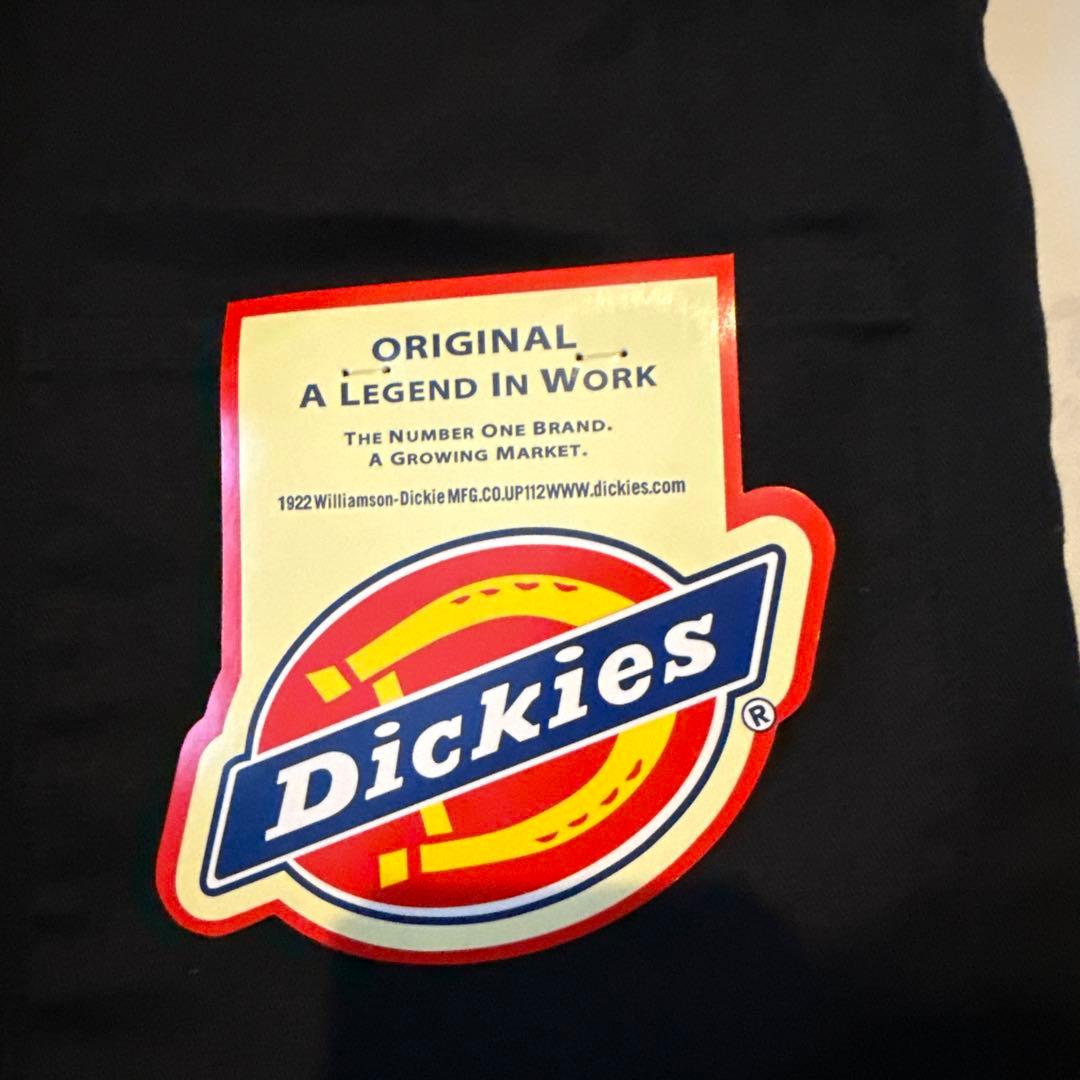 ORIGINAL
A LEGEND IN WORK
THE NUMBER ONE BRAND.
A GROWING MARKET.
1922 Williamson-Dickie MFG.CO.UP112WWW.dickies.com
Dickies
®